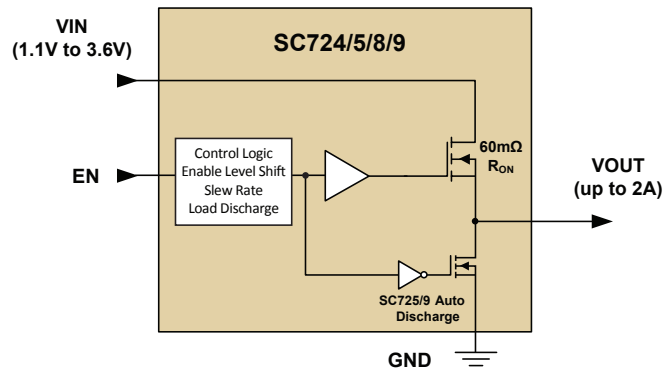 VIN
(1.1V to 3.6V)
SC724/5/8/9
Control Logic
Enable Level Shift
Slew Rate
Load Discharge
EN
60mΩ
RON
VOUT
(up to 2A)
SC725/9 Auto
Discharge
GND